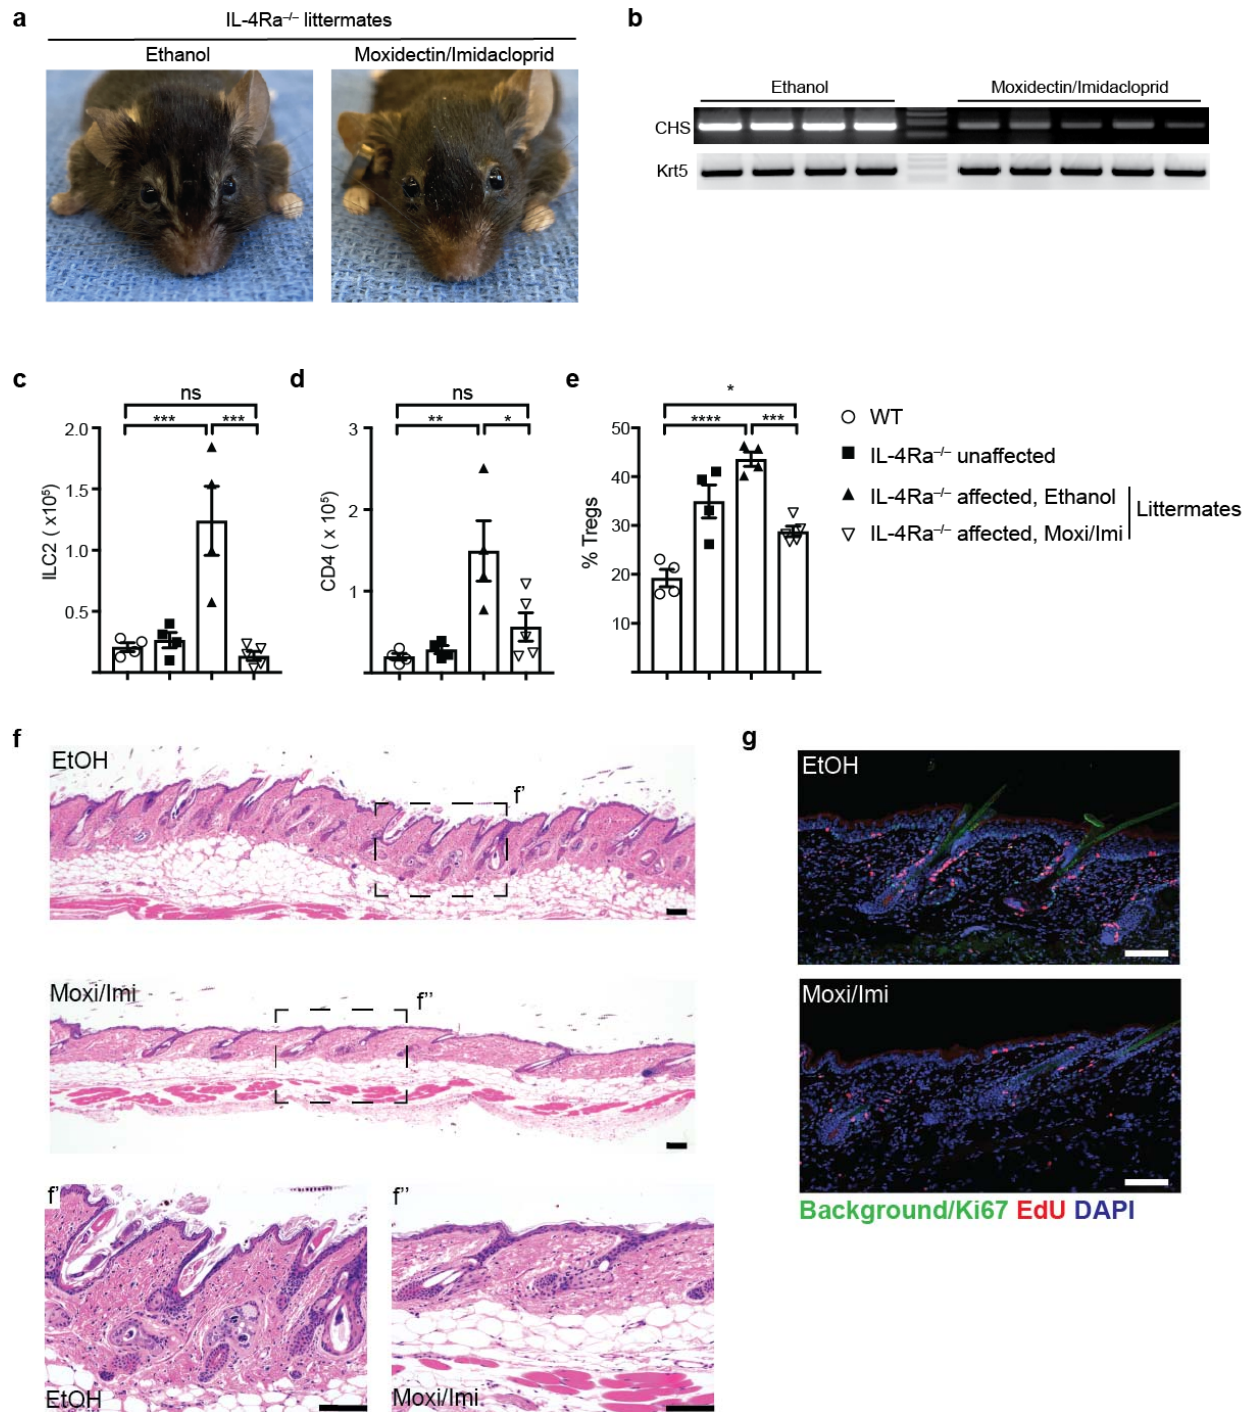 a
IL-4Ra–/– littermates
Ethanol
Moxidectin/Imidacloprid
b
Ethanol
Moxidectin/Imidacloprid
CHS
Krt5
c
ns
***
***
2.0
1.5
1.0
0.5
ILC2 ( x10⁵)
d
ns
**
*
3
2
1
CD4 ( x 10⁵)
e
*
****
***
50
40
30
20
10
% Tregs
WT
IL-4Ra–/– unaffected
IL-4Ra–/– affected, Ethanol
IL-4Ra–/– affected, Moxi/Imi
Littermates
f
EtOH
f'
Moxi/Imi
f''
f'
EtOH
f''
Moxi/Imi
g
EtOH
Moxi/Imi
Background/Ki67 EdU DAPI